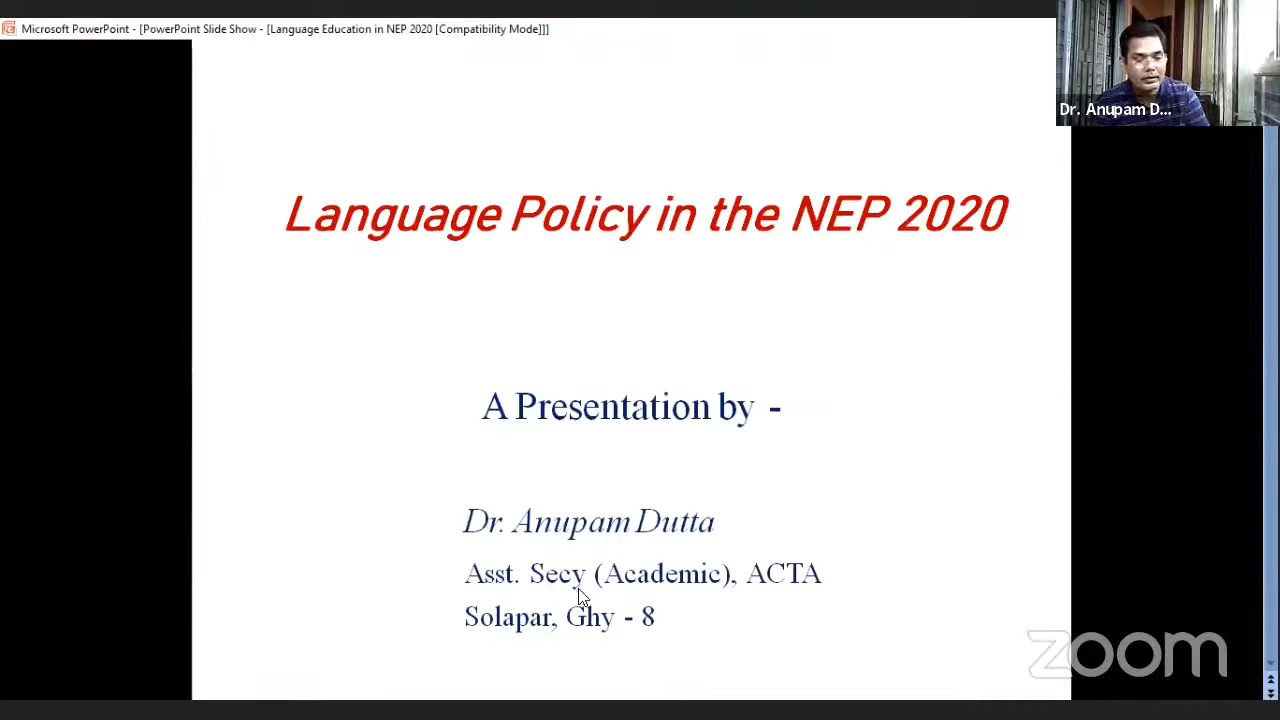 Microsoft PowerPoint - [PowerPoint Slide Show - [Language Education in NEP 2020 [Compatibility Mode]]]
Dr. Anupam D...
Language Policy in the NEP 2020
A Presentation by -
Dr. Anupam Dutta
Asst. Secy (Academic), ACTA
Solapar, Ghy - 8
zoom